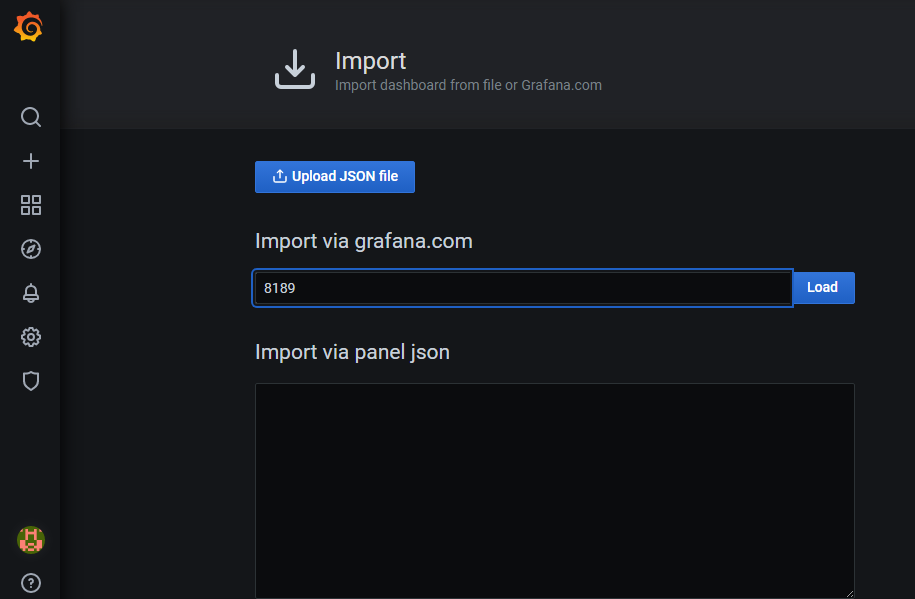 Import
Import dashboard from file or Grafana.com
Upload JSON file
Import via grafana.com
8189
Load
Import via panel json